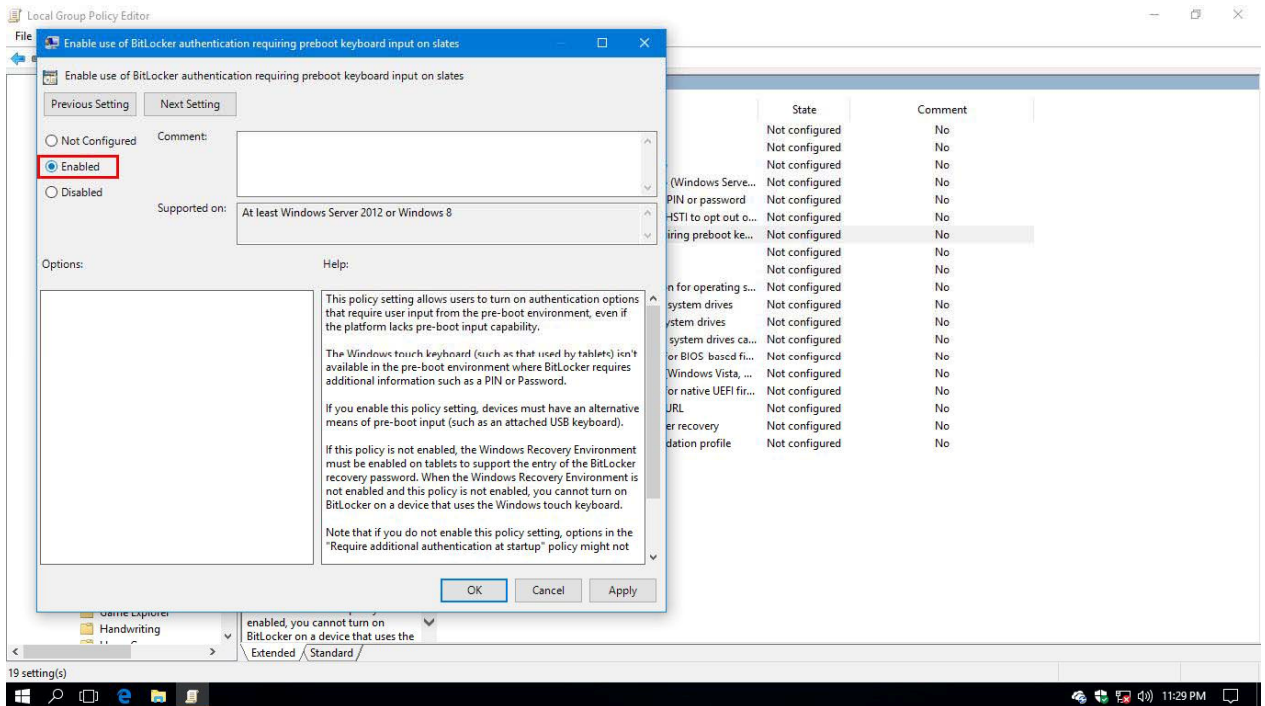 Local Group Policy Editor
File
Enable use of BitLocker authentication requiring preboot keyboard input on slates
Enable use of BitLocker authentication requiring preboot keyboard input on slates
Previous Setting Next Setting
Not Configured
Enabled
Disabled
Comment:
Supported on:
At least Windows Server 2012 or Windows 8
Options:
Help:
This policy setting allows users to turn on authentication options
that require user input from the pre-boot environment, even if
the platform lacks pre-boot input capability.
The Windows touch keyboard (such as that used by tablets) isn't
available in the pre-boot environment where BitLocker requires
additional information such as a PIN or Password.
If you enable this policy setting, devices must have an alternative
means of pre-boot input (such as an attached USB keyboard).
If this policy is not enabled, the Windows Recovery Environment
must be enabled on tablets to support the entry of the BitLocker
recovery password. When the Windows Recovery Environment is
not enabled and this policy is not enabled, you cannot turn on
BitLocker on a device that uses the Windows touch keyboard.
Note that if you do not enable this policy setting, options in the
"Require additional authentication at startup" policy might not
OK Cancel Apply
State Comment
Not configured No
Not configured No
Not configured No
(Windows Serve... Not configured No
PIN or password Not configured No
HSTI to opt out o... Not configured No
iring preboot ke... Not configured No
Not configured No
Not configured No
n for operating s... Not configured No
system drives Not configured No
ystem drives Not configured No
system drives ca... Not configured No
or BIOS-based fi... Not configured No
Windows Vista, ... Not configured No
or native UEFI fir... Not configured No
URL Not configured No
er recovery Not configured No
dation profile Not configured No
Game Explorer
Handwriting
enabled, you cannot turn on
BitLocker on a device that uses the
Extended Standard
19 setting(s)
11:29 PM